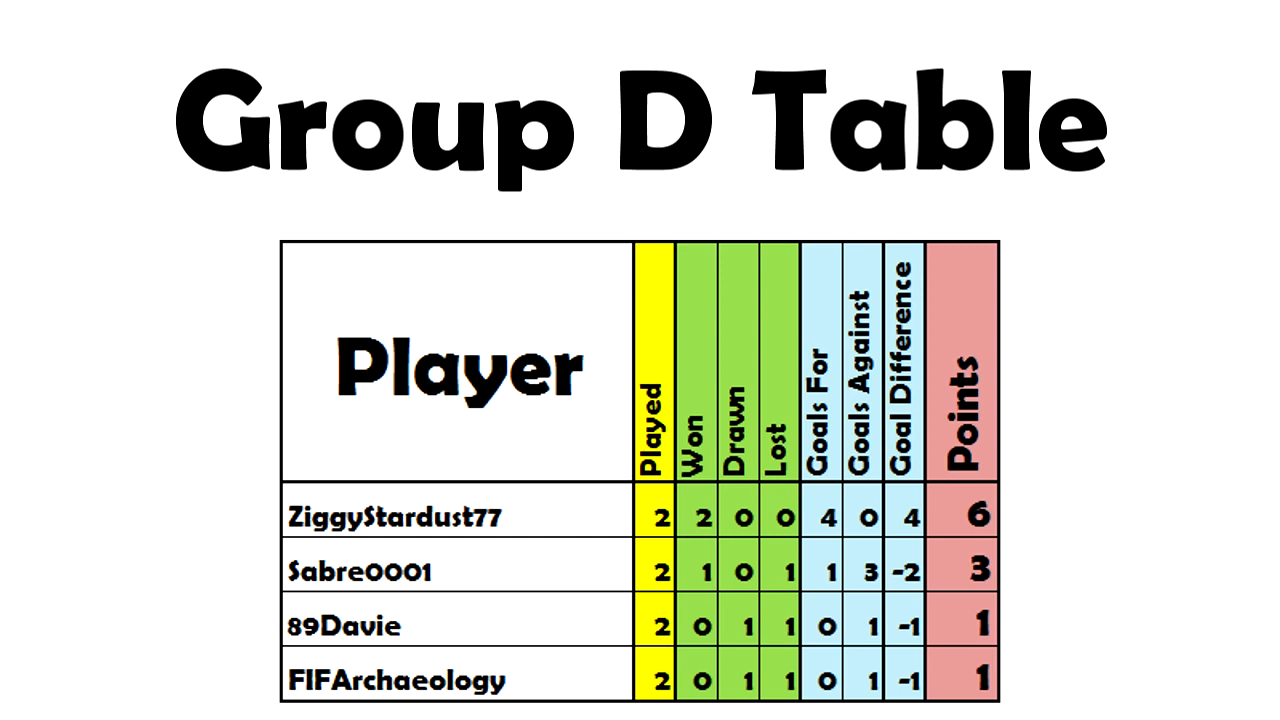 Group D Table
Player Played Won Drawn Lost Goals For Goals Against Goal Difference Points
ZiggyStardust77 2 2 0 0 4 0 4 6
Sabre0001 2 1 0 1 1 3 -2 3
89Davie 2 0 1 1 0 1 -1 1
FIFArchaeology 2 0 1 1 0 1 -1 1